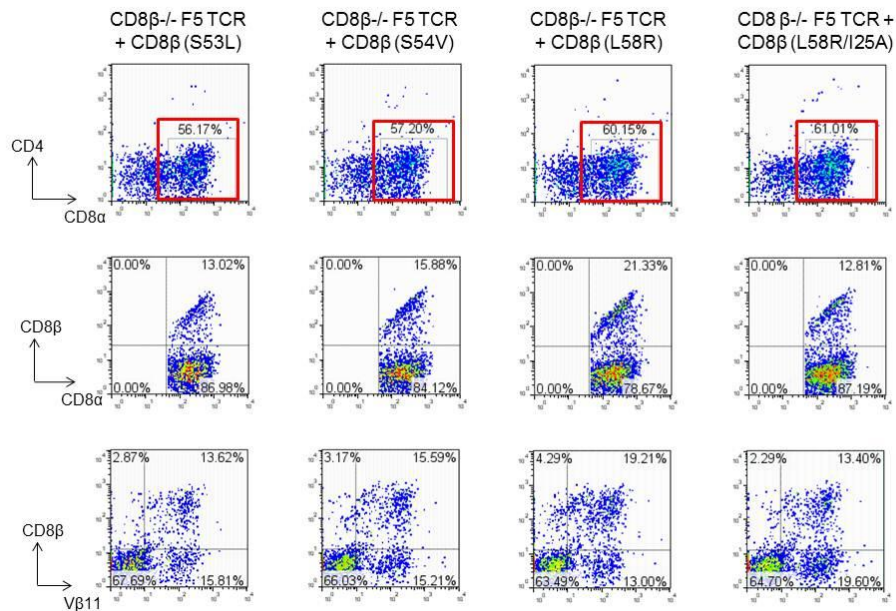 CD8β-/- F5 TCR
+ CD8β (S53L)
CD8β-/- F5 TCR
+ CD8β (S54V)
CD8β-/- F5 TCR
+ CD8β (L58R)
CD8 β-/- F5 TCR +
CD8β (L58R/I25A)
CD4
CD8α
56.17%
57.20%
60.15%
61.01%
CD8β
CD8α
0.00% 13.02%
0.00% 86.98%
0.00% 15.88%
0.00% 84.12%
0.00% 21.33%
0.00% 78.67%
0.00% 12.81%
0.00% 87.19%
CD8β
Vβ11
2.87% 13.62%
67.69% 15.81%
3.17% 15.59%
66.03% 15.21%
4.29% 19.21%
63.49% 13.00%
2.29% 13.40%
64.70% 19.60%